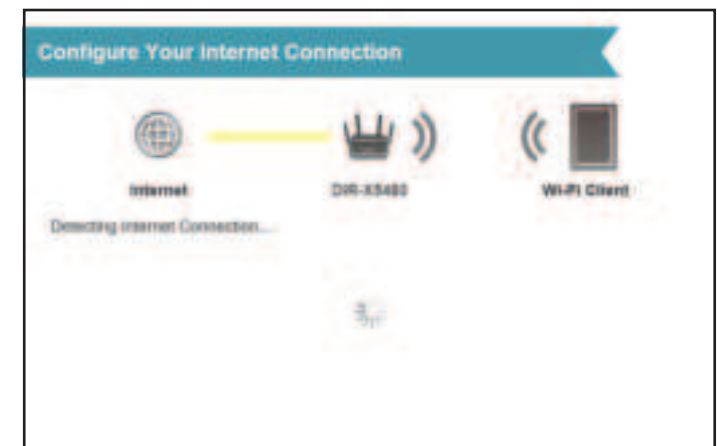 Configure Your Internet Connection
Internet
DIR-X5460
Wi-Fi Client
Detecting Internet Connection...